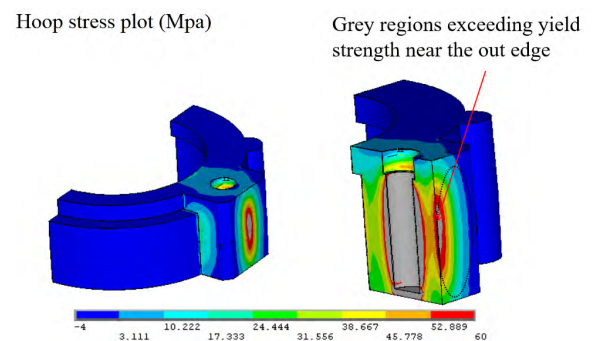 Hoop stress plot (Mpa)
Grey regions exceeding yield
strength near the out edge
-4 10.222 24.444 38.667 52.889
3.111 17.333 31.556 45.778 60